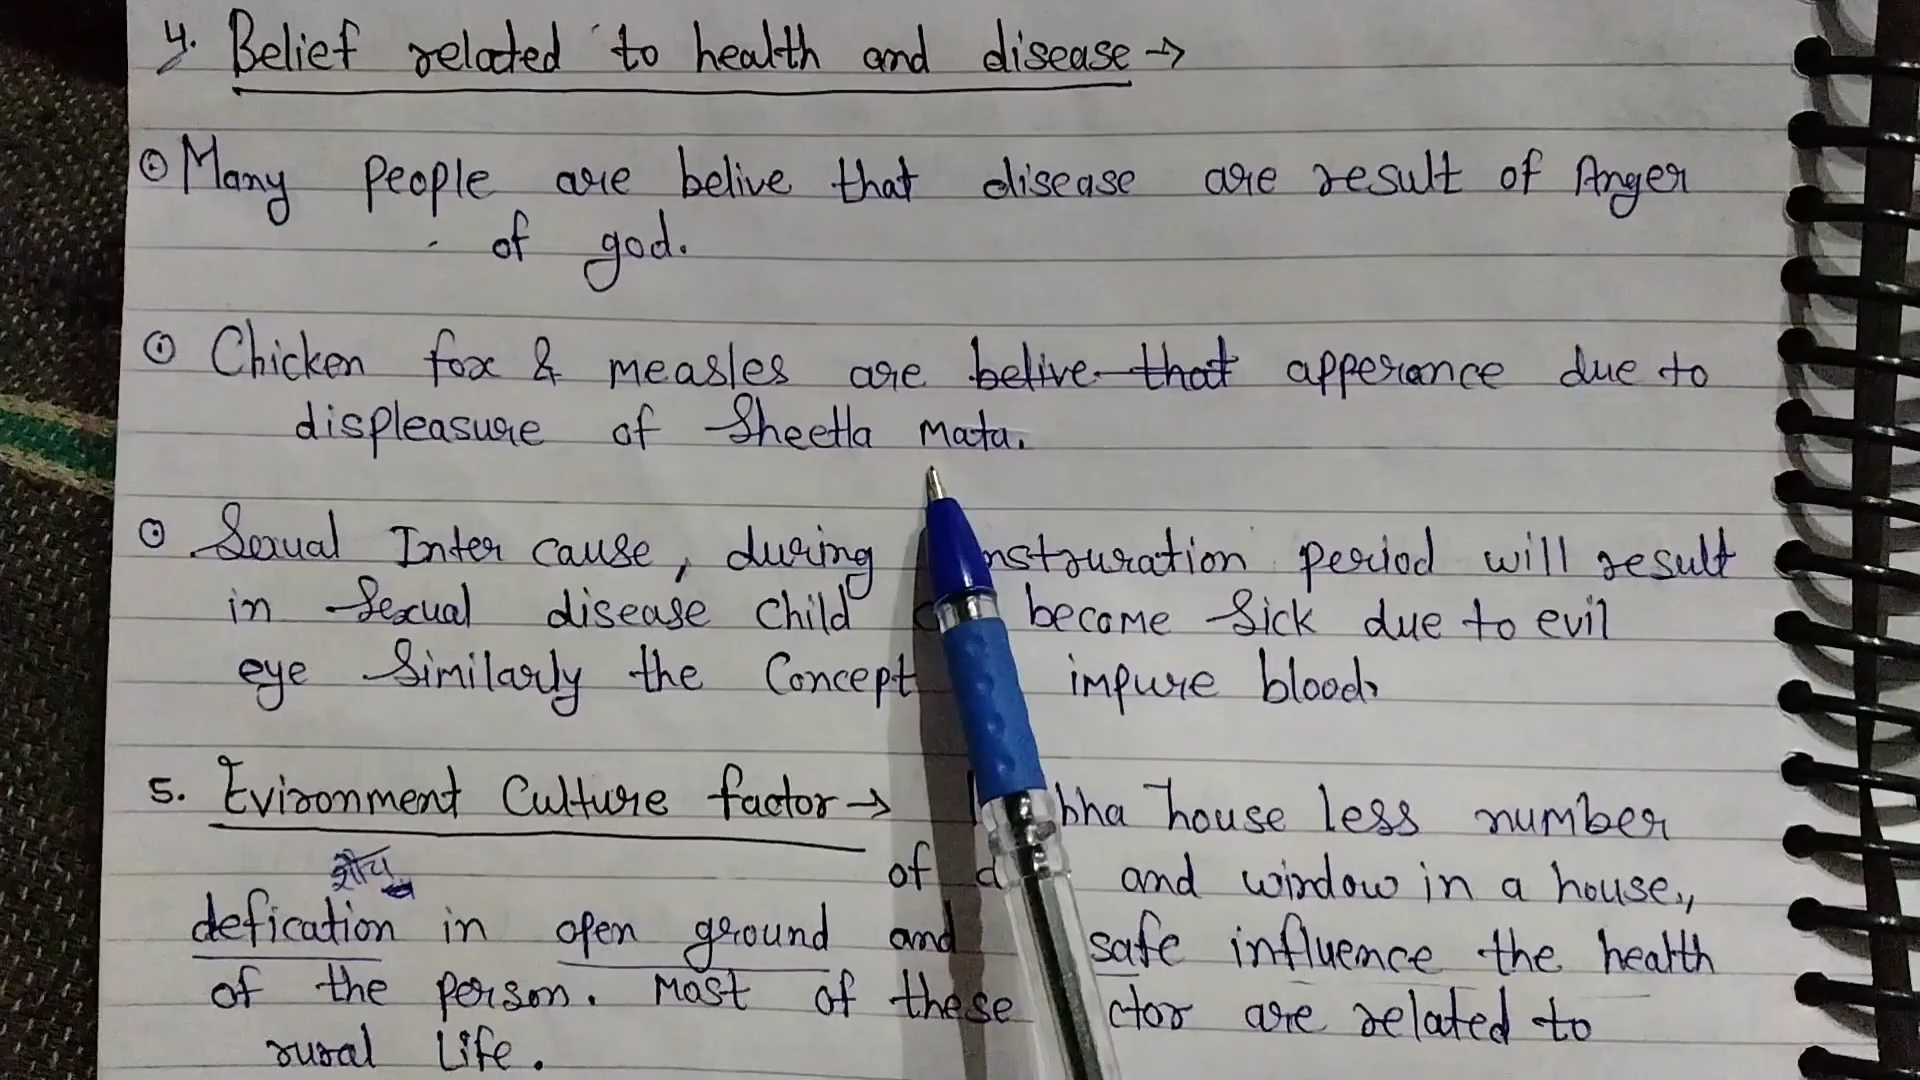 4. Belief related to health and disease →
⊙ Many People are belive that disease are result of Anger
of god.
⊙ Chicken fox & measles are belive that apperance due to
displeasure of Sheetla Mata.
⊙ Sexual Inter cause, during nstruration period will result
in Sexual disease child become Sick due to evil
eye Similarly the Concept impure blood.
5. Evironment Culture factor → bha house less number
of and window in a house,,
शौच
defication in open ground and safe influence the health
of the person. Most of these ctor are related to
rural Life.